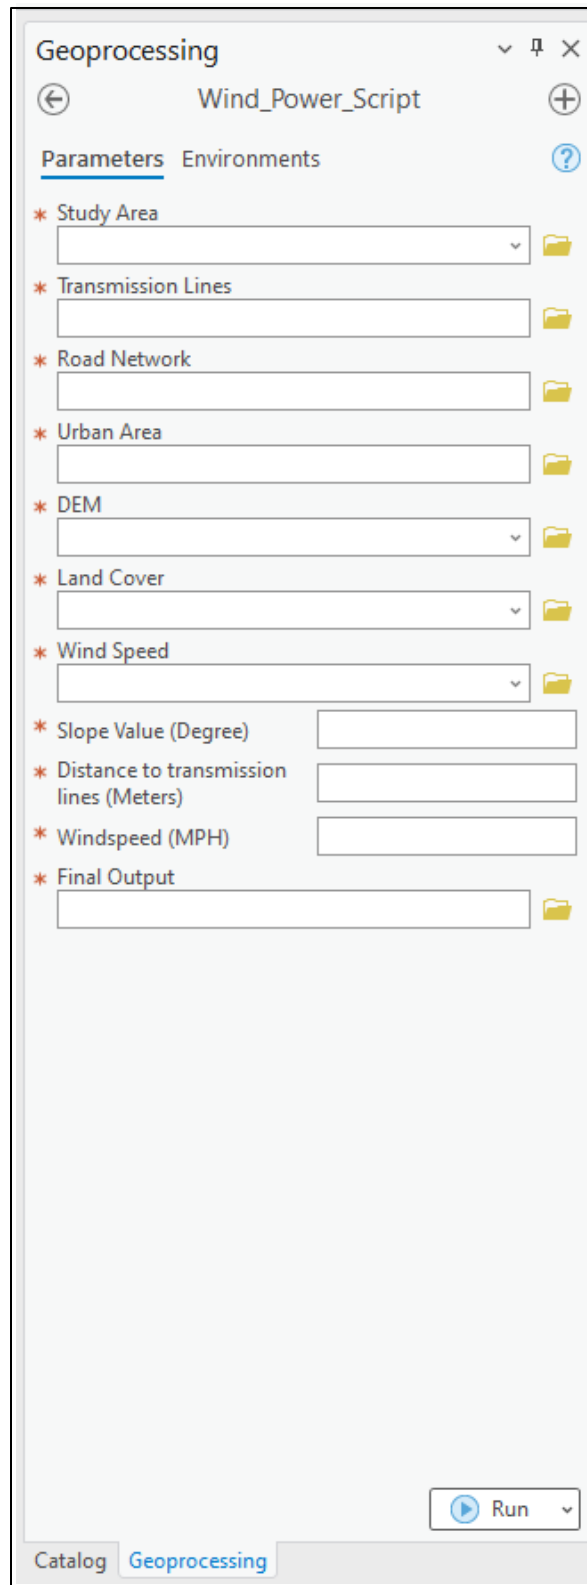 Geoprocessing
Wind_Power_Script
Parameters Environments
* Study Area
* Transmission Lines
* Road Network
* Urban Area
* DEM
* Land Cover
* Wind Speed
* Slope Value (Degree)
* Distance to transmission
lines (Meters)
* Windspeed (MPH)
* Final Output
Run
Catalog Geoprocessing